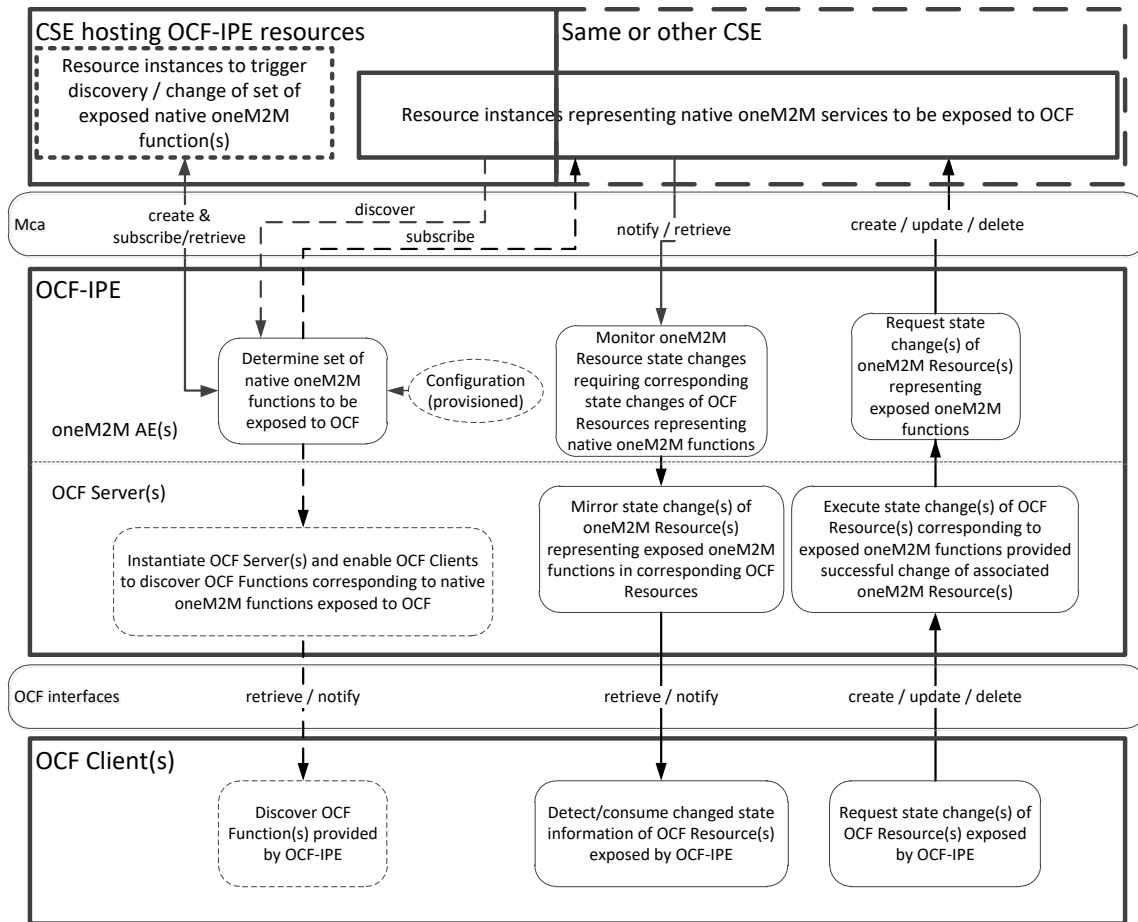 CSE hosting OCF-IPE resources
Same or other CSE
Resource instances to trigger
discovery / change of set of
exposed native oneM2M
function(s)
Resource instances representing native oneM2M services to be exposed to OCF
Mca
create &
subscribe/retrieve
discover
subscribe
notify / retrieve
create / update / delete
OCF-IPE
Determine set of
native oneM2M
functions to be
exposed to OCF
Configuration
(provisioned)
Monitor oneM2M
Resource state changes
requiring corresponding
state changes of OCF
Resources representing
native oneM2M functions
Request state
change(s) of
oneM2M Resource(s)
representing
exposed oneM2M
functions
oneM2M AE(s)
OCF Server(s)
Instantiate OCF Server(s) and enable OCF Clients
to discover OCF Functions corresponding to native
oneM2M functions exposed to OCF
Mirror state change(s) of
oneM2M Resource(s)
representing exposed oneM2M
functions in corresponding OCF
Resources
Execute state change(s) of OCF
Resource(s) corresponding to
exposed oneM2M functions provided
successful change of associated
oneM2M Resource(s)
OCF interfaces
retrieve / notify
retrieve / notify
create / update / delete
OCF Client(s)
Discover OCF
Function(s) provided
by OCF-IPE
Detect/consume changed state
information of OCF Resource(s)
exposed by OCF-IPE
Request state change(s) of
OCF Resource(s) exposed
by OCF-IPE